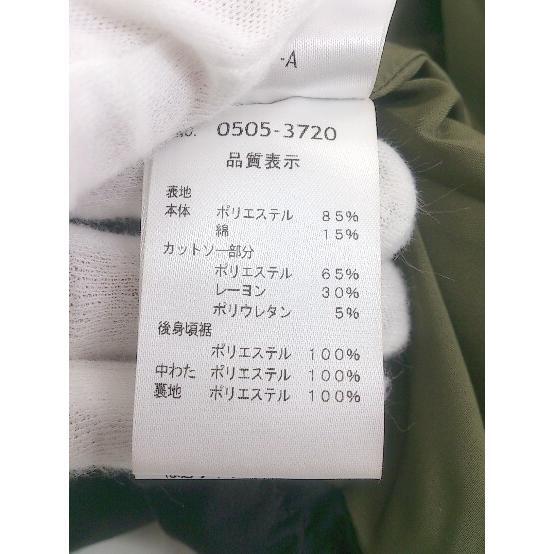 -A
No. 0505-3720
品質表示
表地
本体 ポリエステル 85%
綿 15%
カットソー部分
ポリエステル 65%
レーヨン 30%
ポリウレタン 5%
後身頃裾
ポリエステル 100%
中わた ポリエステル 100%
裏地 ポリエステル 100%